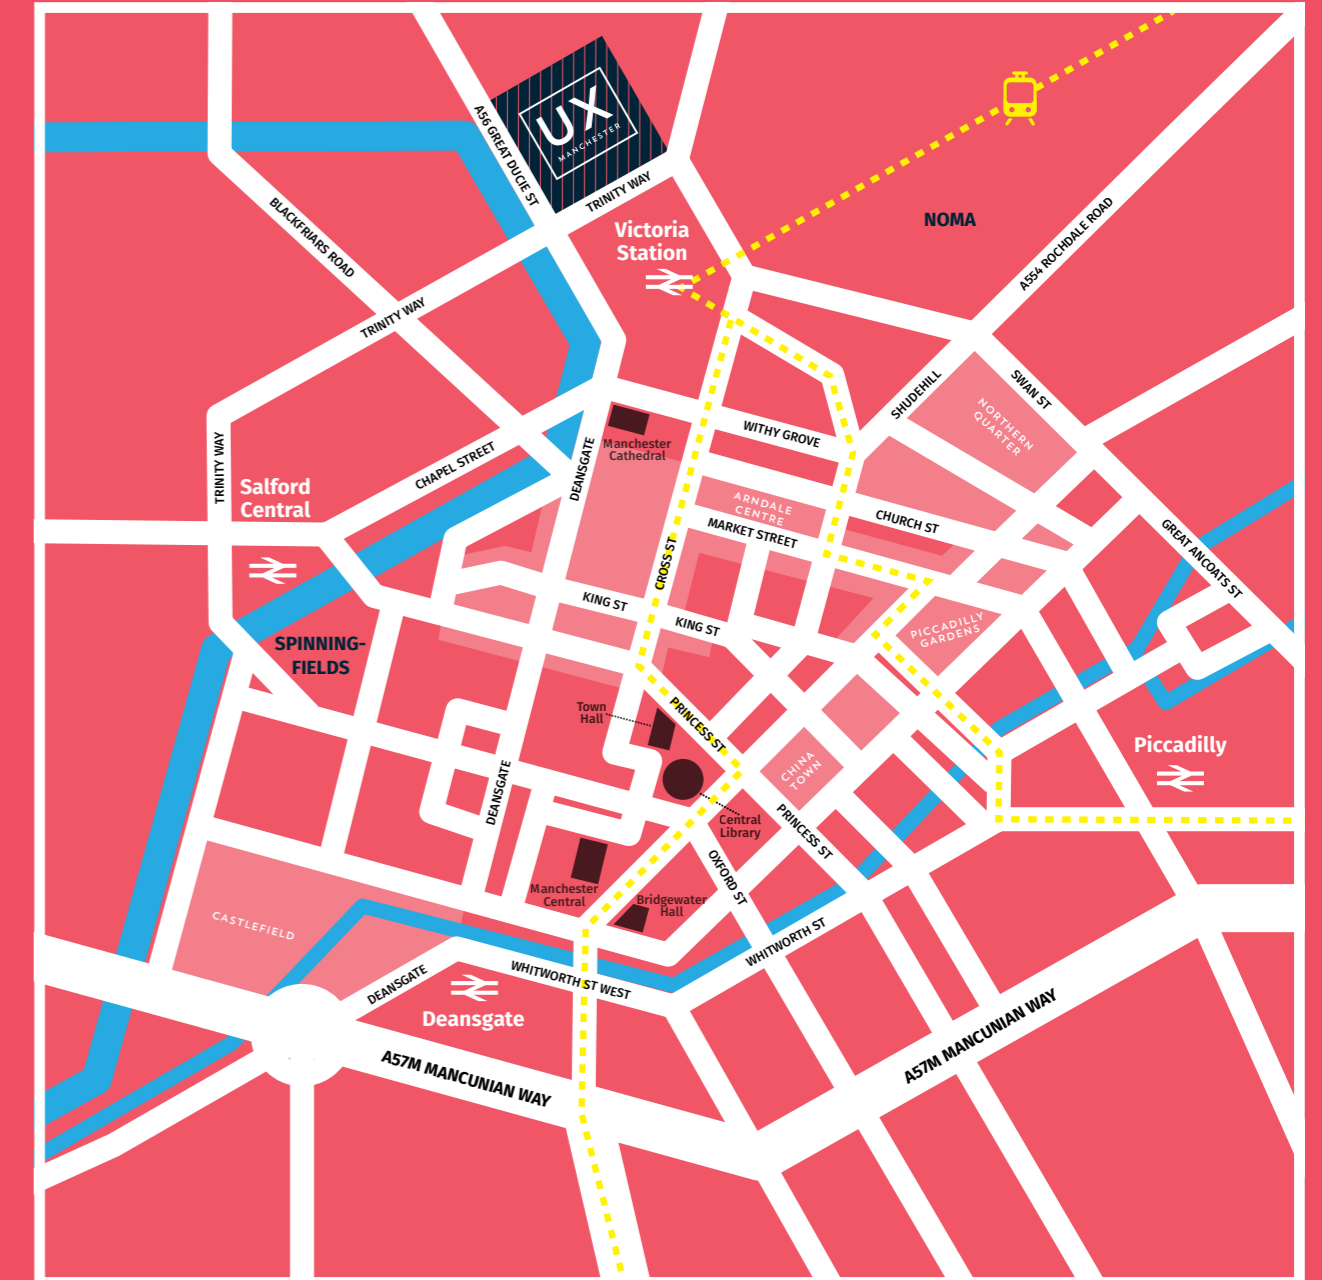 UX
MANCHESTER
A56 GREAT DUCIE ST
TRINITY WAY
BLACKFRIARS ROAD
Victoria
Station
NOMA
A554 ROCHDALE ROAD
TRINITY WAY
SHUDEHILL
SWAN ST
NORTHERN
QUARTER
WITHY GROVE
Manchester
Cathedral
DEANSGATE
CHAPEL STREET
TRINITY WAY
Salford
Central
ARNDALE
CENTRE
MARKET STREET
CHURCH ST
GREAT ANCOATS ST
CROSS ST
KING ST
KING ST
PICCADILLY
GARDENS
SPINNING-
FIELDS
Town
Hall
PRINCESS ST
Piccadilly
CHINA
TOWN
DEANSGATE
Central
Library
PRINCESS ST
OXFORD ST
Manchester
Central
Bridgewater
Hall
CASTLEFIELD
WHITWORTH ST
DEANSGATE
WHITWORTH ST WEST
Deansgate
A57M MANCUNIAN WAY
A57M MANCUNIAN WAY